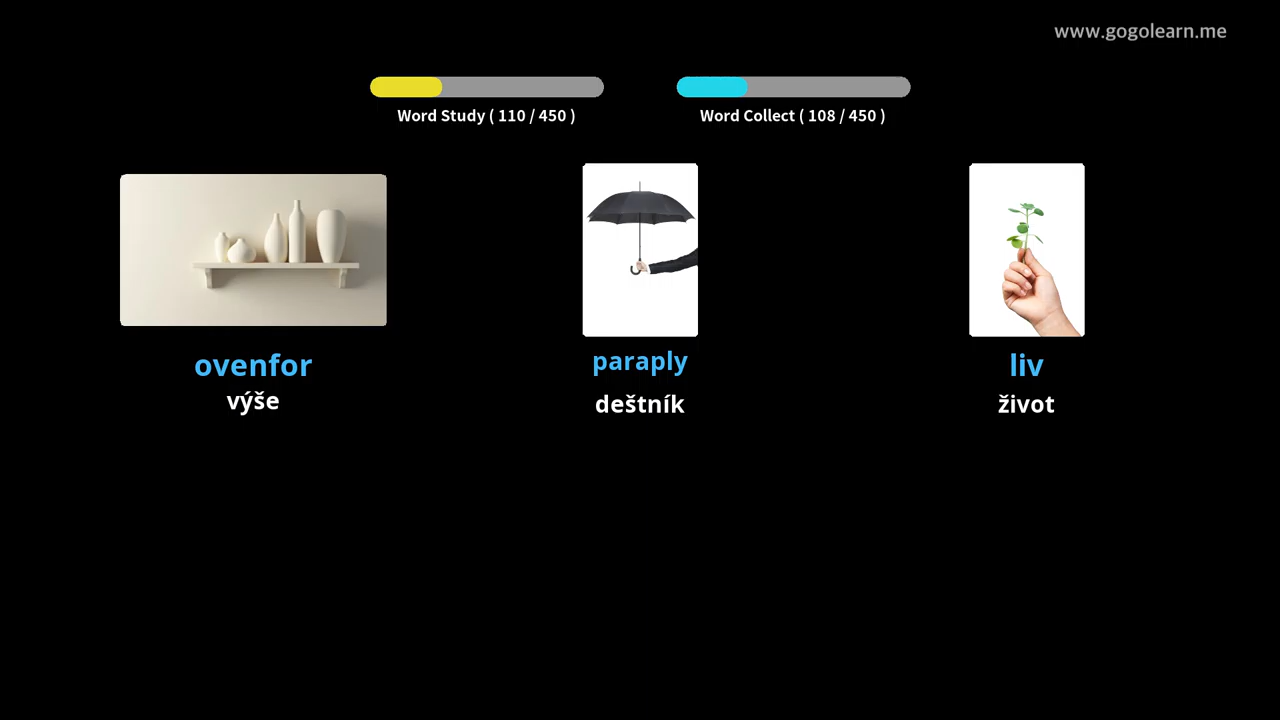 www.gogolearn.me
Word Study ( 110 / 450 )
Word Collect ( 108 / 450 )
ovenfor
výše
paraply
deštník
liv
život